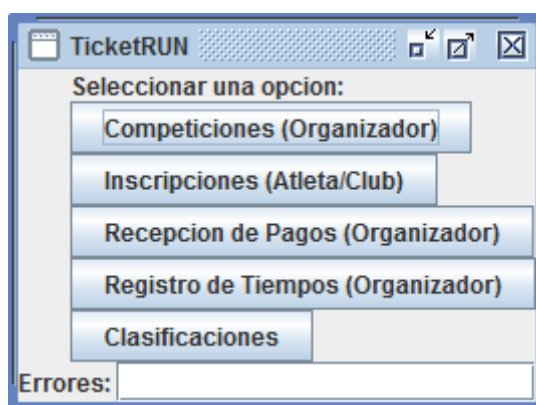 TicketRUN
Seleccionar una opcion:
Competiciones (Organizador)
Inscripciones (Atleta/Club)
Recepcion de Pagos (Organizador)
Registro de Tiempos (Organizador)
Clasificaciones
Errores: